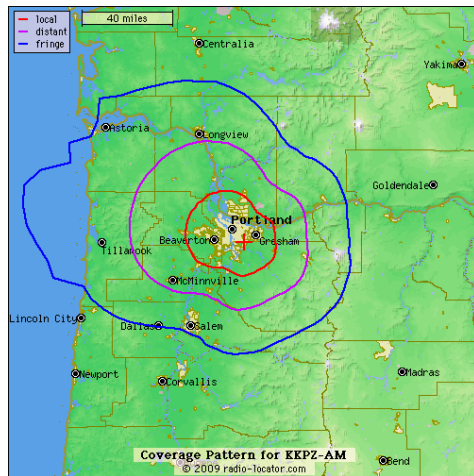 local
distant
fringe
40 miles
Centralia
Yakima
Astoria
Longview
Goldendale
Portland
Beaverton
Gresham
Tillamook
McMinnville
Lincoln City
Dallas
Salem
Newport
Corvallis
Madras
Coverage Pattern for KKPZ-AM
© 2009 radio-locator.com
Bend